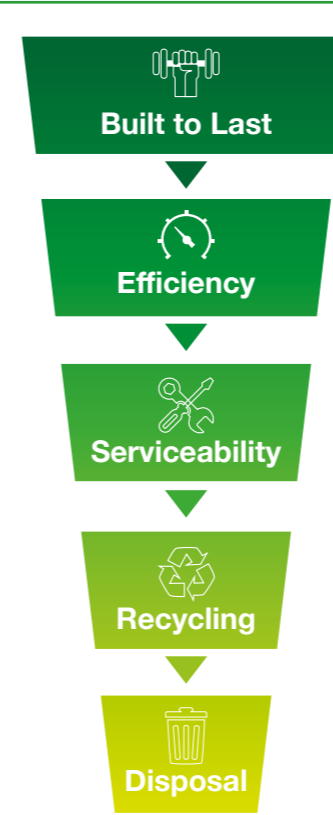 Built to Last
Efficiency
Serviceability
Recycling
Disposal